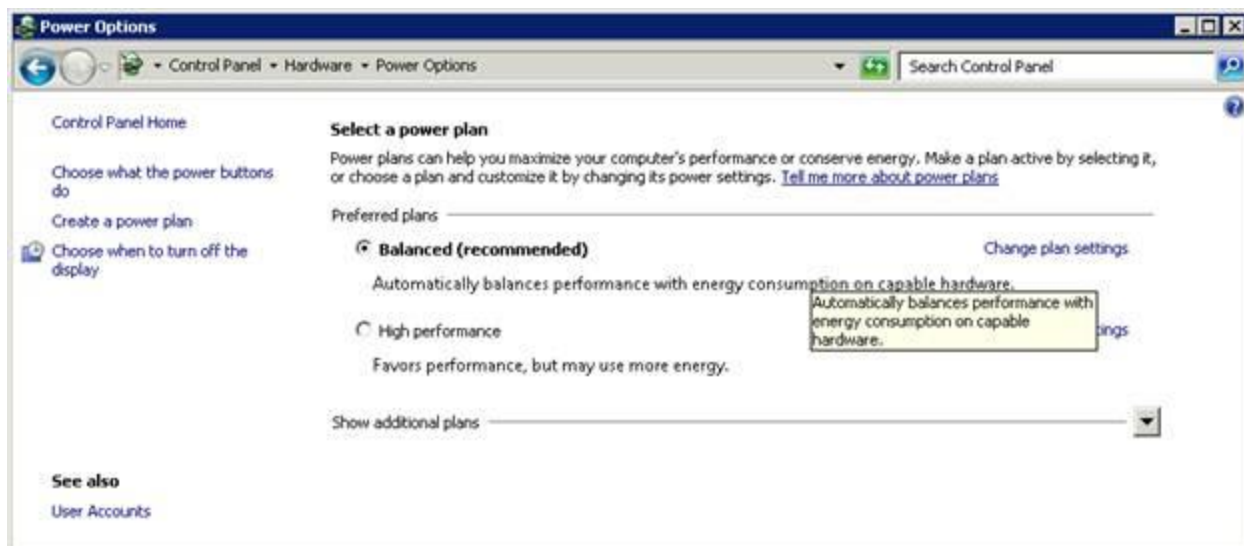 Power Options
Control Panel • Hardware • Power Options
Search Control Panel
Control Panel Home
Choose what the power buttons
do
Create a power plan
Choose when to turn off the
display
See also
User Accounts
Select a power plan
Power plans can help you maximize your computer's performance or conserve energy. Make a plan active by selecting it,
or choose a plan and customize it by changing its power settings. Tell me more about power plans
Preferred plans
Balanced (recommended)
Change plan settings
Automatically balances performance with energy consumption on capable hardware.
Automatically balances performance with
energy consumption on capable
hardware.
High performance
Favors performance, but may use more energy.
Show additional plans